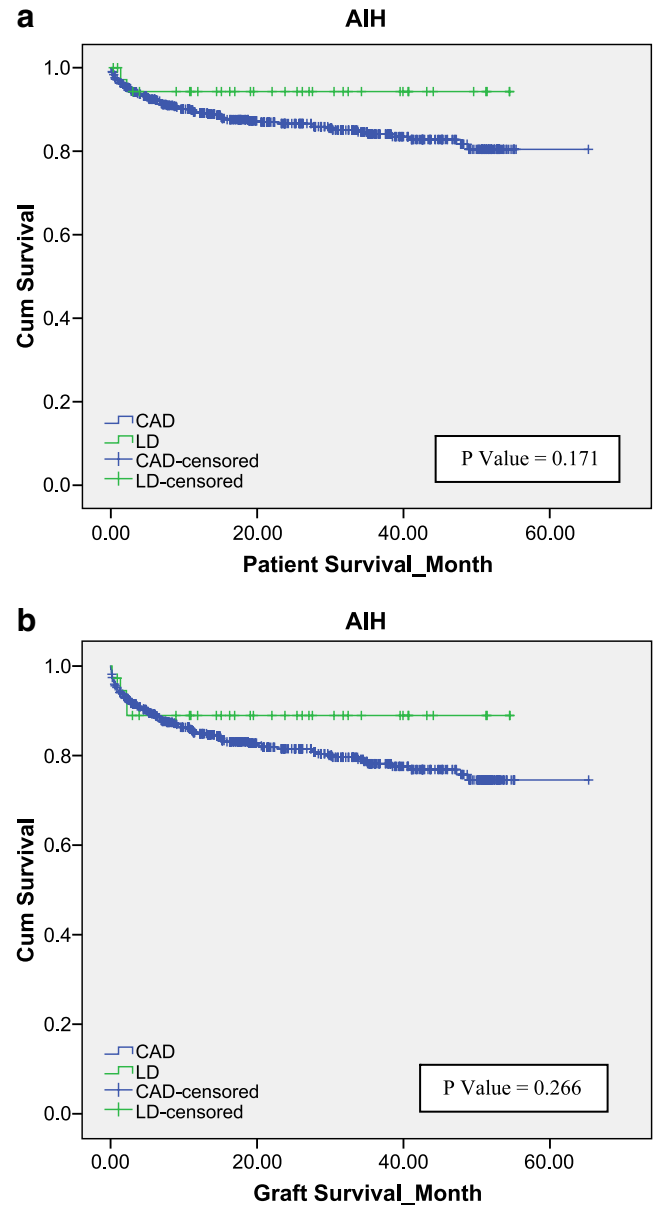 a
AIH
1.0
0.8
0.6
0.4
0.2
0.0
Cum Survival
CAD
LD
CAD-censored
LD-censored
P Value = 0.171
0.00 20.00 40.00 60.00
Patient Survival_Month
b
AIH
1.0
0.8
0.6
0.4
0.2
0.0
Cum Survival
CAD
LD
CAD-censored
LD-censored
P Value = 0.266
0.00 20.00 40.00 60.00
Graft Survival_Month